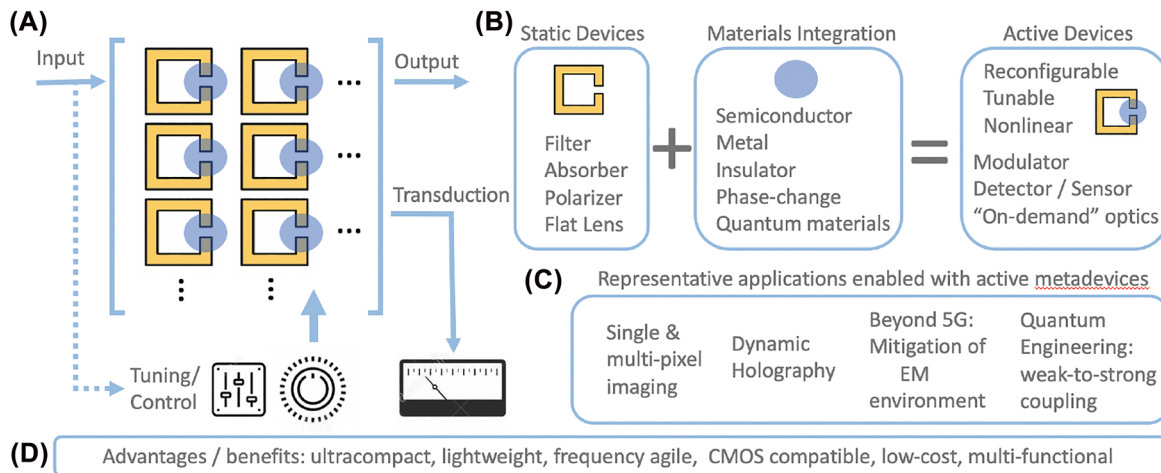 (A)
Input
Output
Transduction
Tuning/
Control
(B)
Static Devices
Filter
Absorber
Polarizer
Flat Lens
Materials Integration
Semiconductor
Metal
Insulator
Phase-change
Quantum materials
Active Devices
Reconfigurable
Tunable
Nonlinear
Modulator
Detector / Sensor
“On-demand” optics
(C)
Representative applications enabled with active metadevices
Single &
multi-pixel
imaging
Dynamic
Holography
Beyond 5G:
Mitigation of
EM
environment
Quantum
Engineering:
weak-to-strong
coupling
(D)
Advantages / benefits: ultracompact, lightweight, frequency agile, CMOS compatible, low-cost, multi-functional